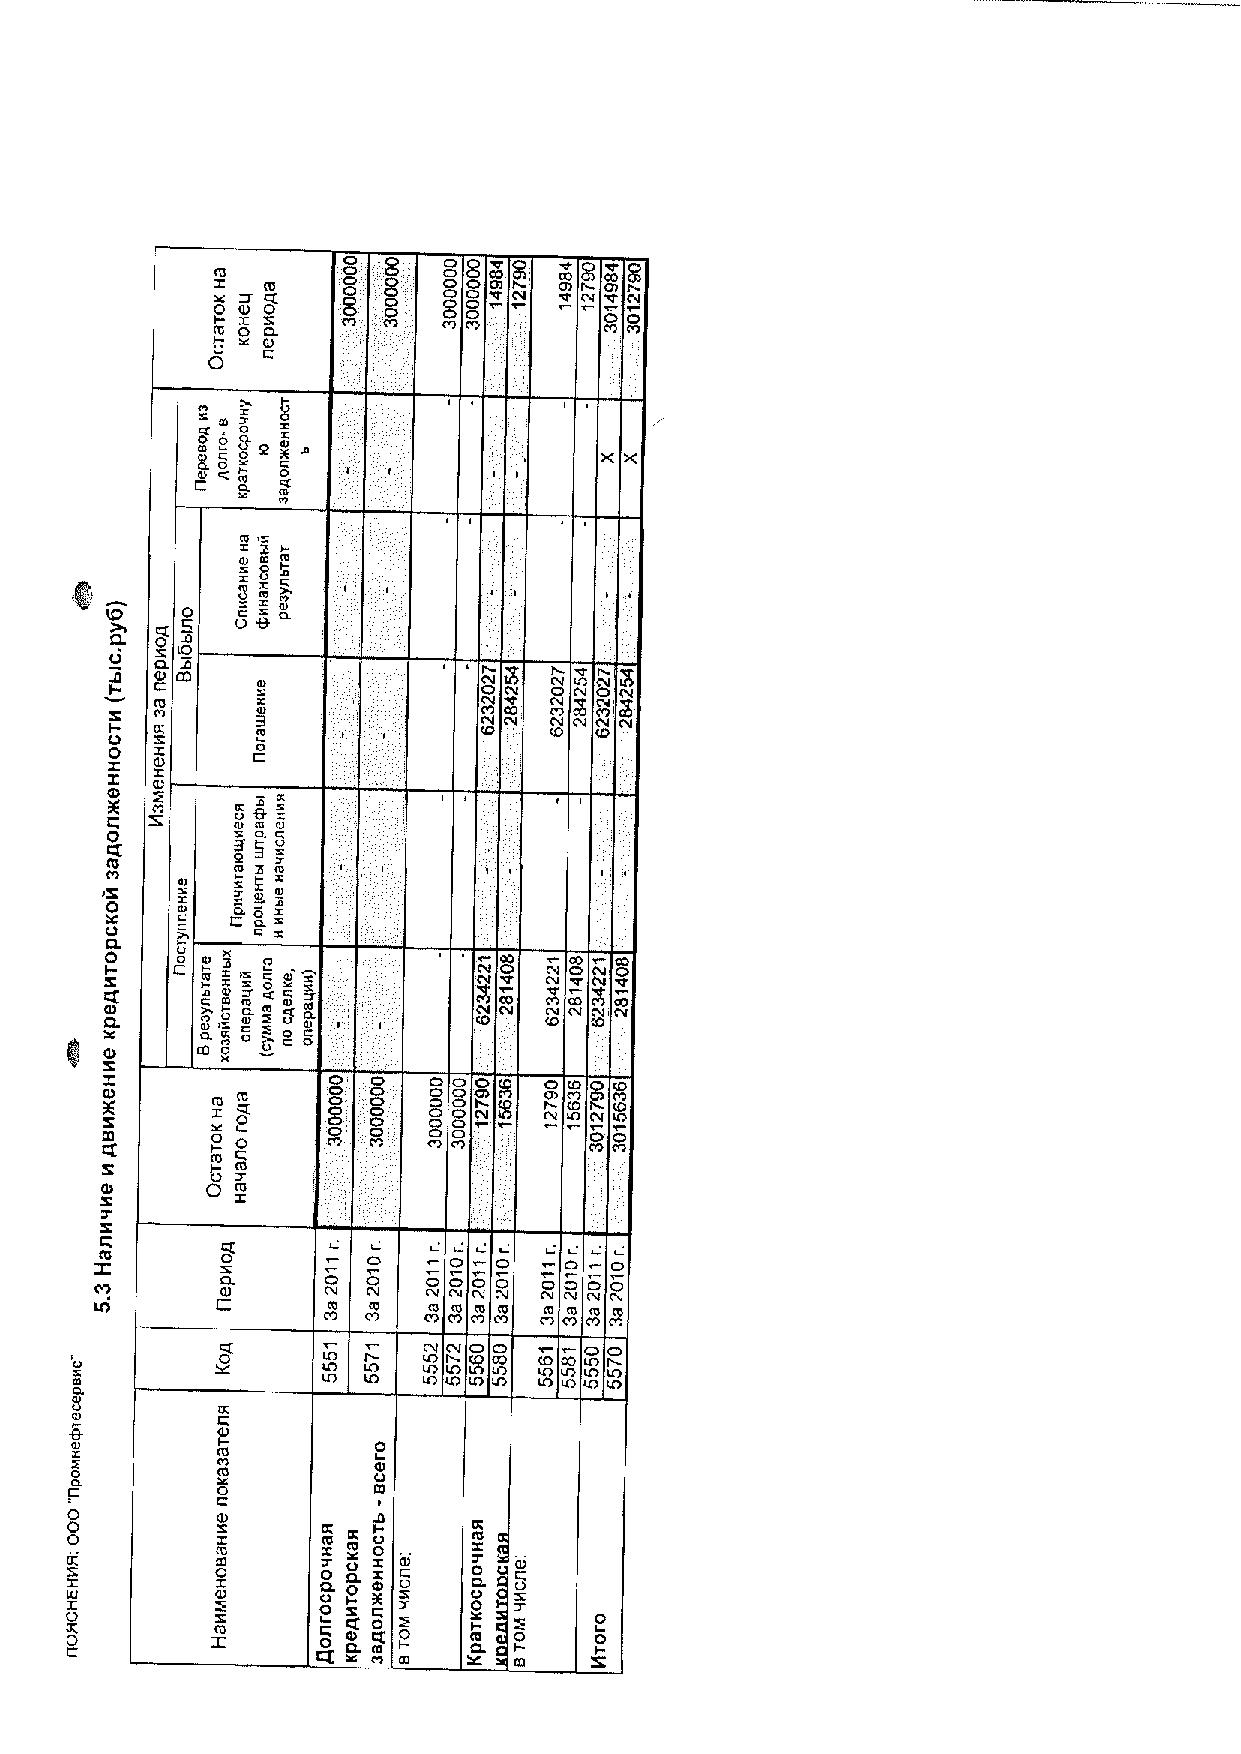 ПОЯСНЕНИЯ: ООО "Промнефтесервис"
5.3 Наличие и движение кредиторской задолженности (тыс.руб)
Наименование показателя Код Период Остаток на начало года Изменения за период Остаток на конец периода
Поступление Выбыло Перевод из долго- в краткосрочну ю задолженност ь
В результате хозяйственных операций (сумма долга по сделке, операции) Причитающиеся проценты штрафы и иные начисления Погашение Списание на финансовый результат
Долгосрочная 5551 За 2011 г. 3000000 - - - - - 3000000
кредиторская
задолженность - всего 5571 За 2010 г. 3000000 - - - - - 3000000
в том числе:
5552 За 2011 г. 3000000 - - - - - 3000000
5572 За 2010 г. 3000000 - - - - - 3000000
Краткосрочная 5560 За 2011 г. 12790 6234221 - 6232027 - - 14984
кредиторская 5580 За 2010 г. 15636 281408 - 284254 - - 12790
в том числе:
5561 За 2011 г. 12790 6234221 - 6232027 - - 14984
5581 За 2010 г. 15636 281408 - 284254 - - 12790
Итого 5550 За 2011 г. 3012790 6234221 - 6232027 - X 3014984
5570 За 2010 г. 3015636 281408 - 284254 - X 3012790